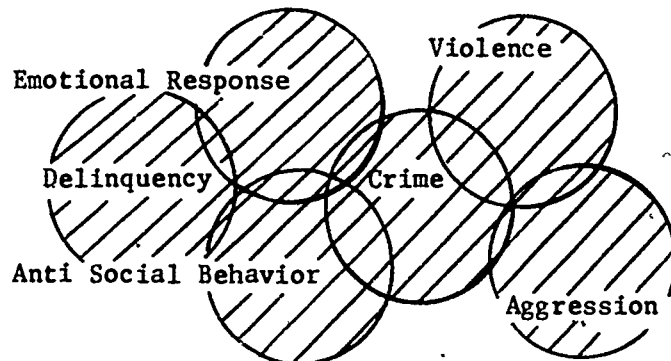 Violence
Emotional Response
Delinquency
Crime
Anti Social Behavior
Aggression